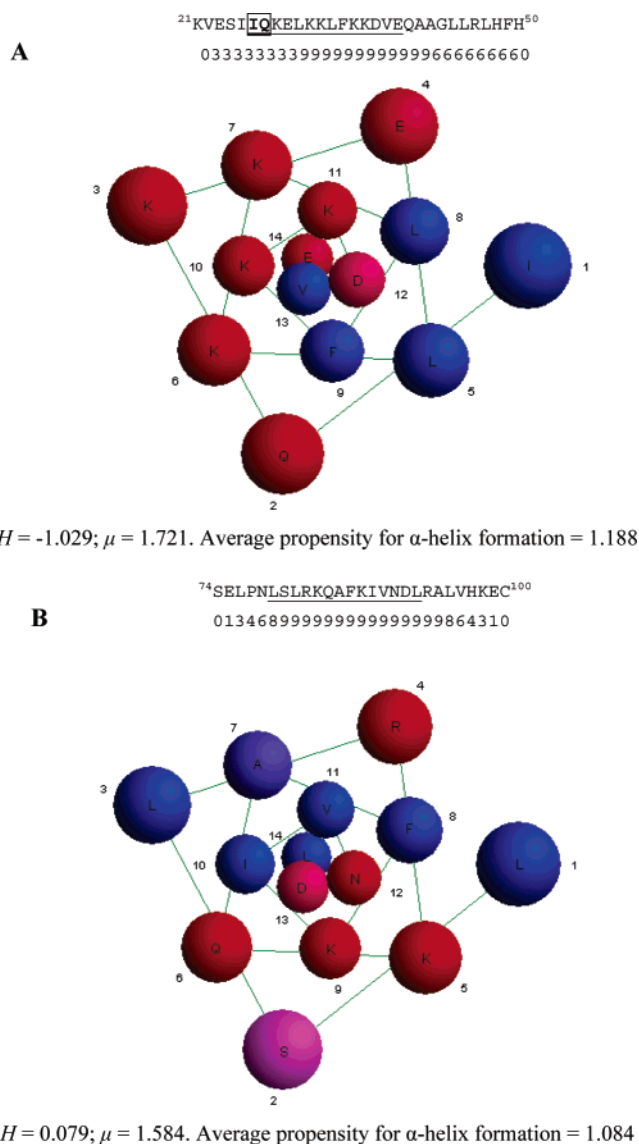 ²¹KVESIIQKELKKLFKKDVEQAAGLLRLHFH⁵⁰
A
033333333399999999996666666660
4
E
7
K
3
K
11
K
8
L
14
E
K
10
I
1
D
V
12
13
K
F
L
6
9
5
Q
2
H = -1.029; μ = 1.721. Average propensity for α-helix formation = 1.188
⁷⁴SELPNLSLRKQAFKIVNDLRALVHKEC¹⁰⁰
B
013468999999999999999864310
4
R
7
A
3
L
11
V
8
F
14
L
I
10
L
1
N
D
12
13
Q
K
K
6
9
5
S
2
H = 0.079; μ = 1.584. Average propensity for α-helix formation = 1.084